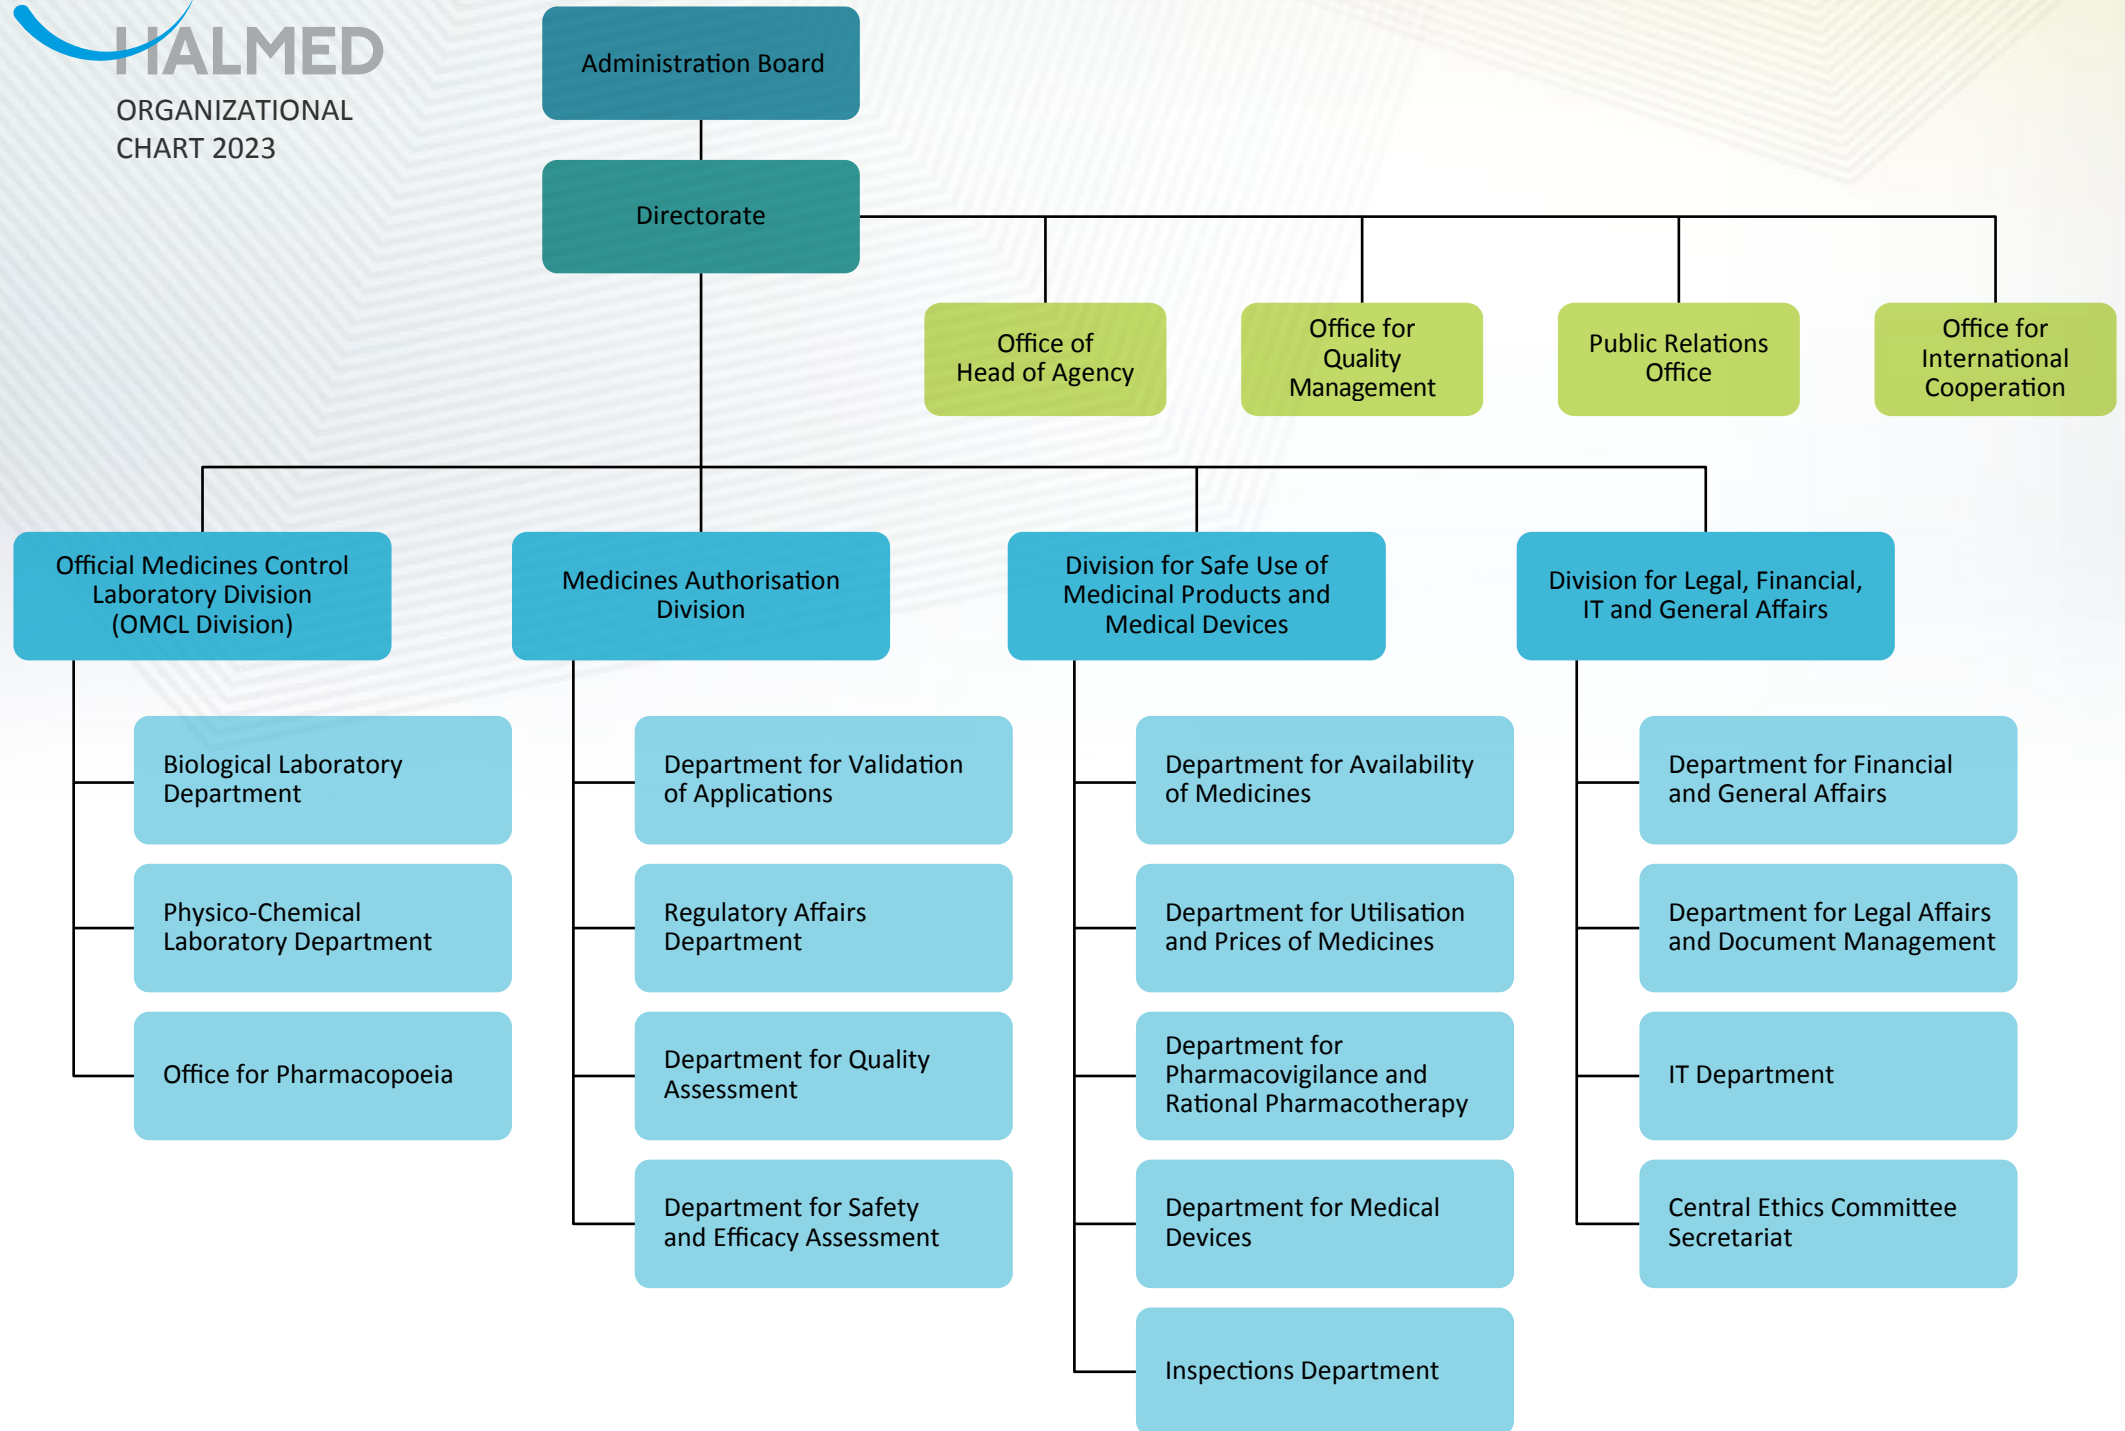 HALMED
ORGANIZATIONAL
CHART 2023
Administration Board
Directorate
Office of
Head of Agency
Office for
Quality
Management
Public Relations
Office
Office for
International
Cooperation
Official Medicines Control
Laboratory Division
(OMCL Division)
Medicines Authorisation
Division
Division for Safe Use of
Medicinal Products and
Medical Devices
Division for Legal, Financial,
IT and General Affairs
Biological Laboratory
Department
Physico-Chemical
Laboratory Department
Office for Pharmacopoeia
Department for Validation
of Applications
Regulatory Affairs
Department
Department for Quality
Assessment
Department for Safety
and Efficacy Assessment
Department for Availability
of Medicines
Department for Utilisation
and Prices of Medicines
Department for
Pharmacovigilance and
Rational Pharmacotherapy
Department for Medical
Devices
Inspections Department
Department for Financial
and General Affairs
Department for Legal Affairs
and Document Management
IT Department
Central Ethics Committee
Secretariat